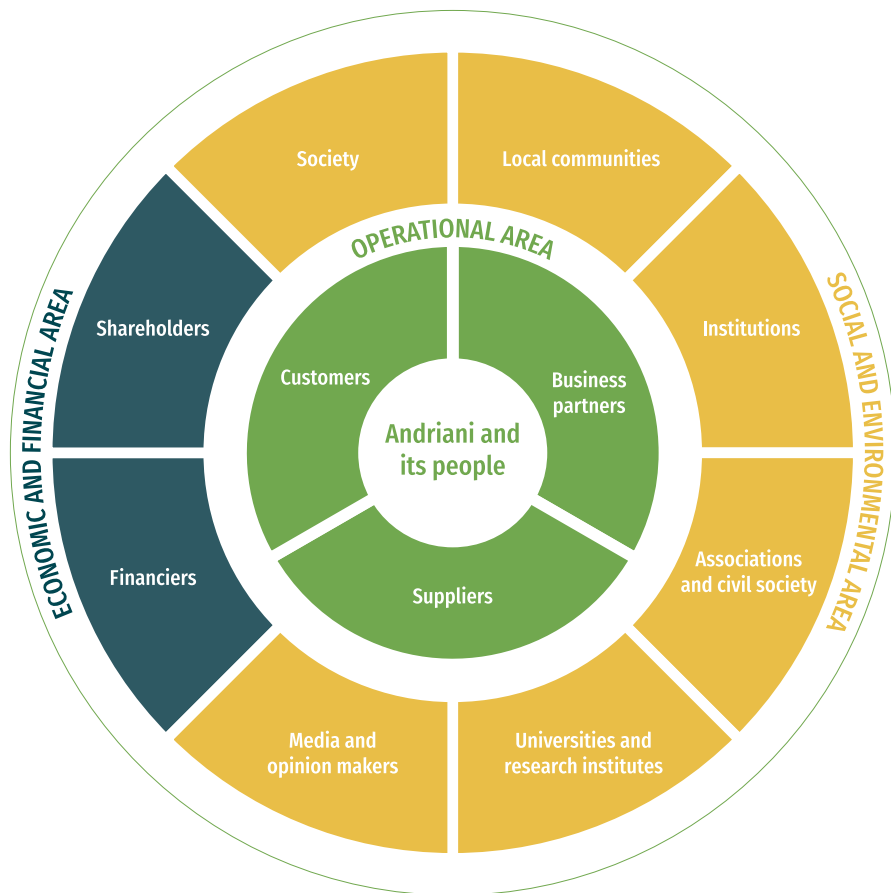 Society
Local communities
OPERATIONAL AREA
ECONOMIC AND FINANCIAL AREA
Shareholders
Institutions
SOCIAL AND ENVIRONMENTAL AREA
Customers
Business
partners
Andriani and
its people
Financiers
Suppliers
Associations
and civil society
Media and
opinion makers
Universities and
research institutes